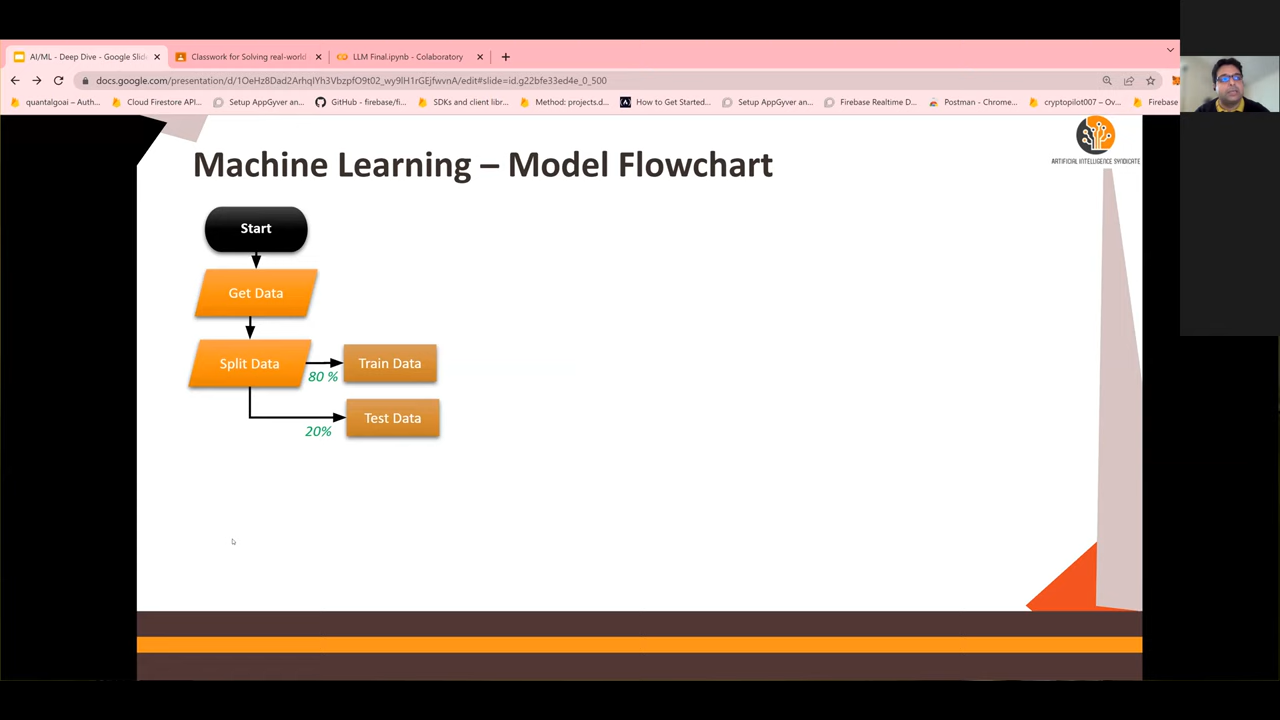 AI/ML - Deep Dive - Google Slid
Classwork for Solving real-world
LLM Final.ipynb - Colaboratory
docs.google.com/presentation/d/1OeHz8Dad2ArhqIYh3VbzpfO9t02_wy9lH1rGEjfwvnA/edit#slide=id.g22bfe33ed4e_0_500
quantalgoai – Auth...
Cloud Firestore API...
Setup AppGyver an...
GitHub - firebase/fi...
SDKs and client libr...
Method: projects.d...
How to Get Started...
Setup AppGyver an...
Firebase Realtime D...
Postman - Chrome...
cryptopilot007 – Ov...
Firebase
ARTIFICIAL INTELLIGENCE SYNDICATE
Machine Learning – Model Flowchart
Start
Get Data
Split Data
80 %
Train Data
20%
Test Data